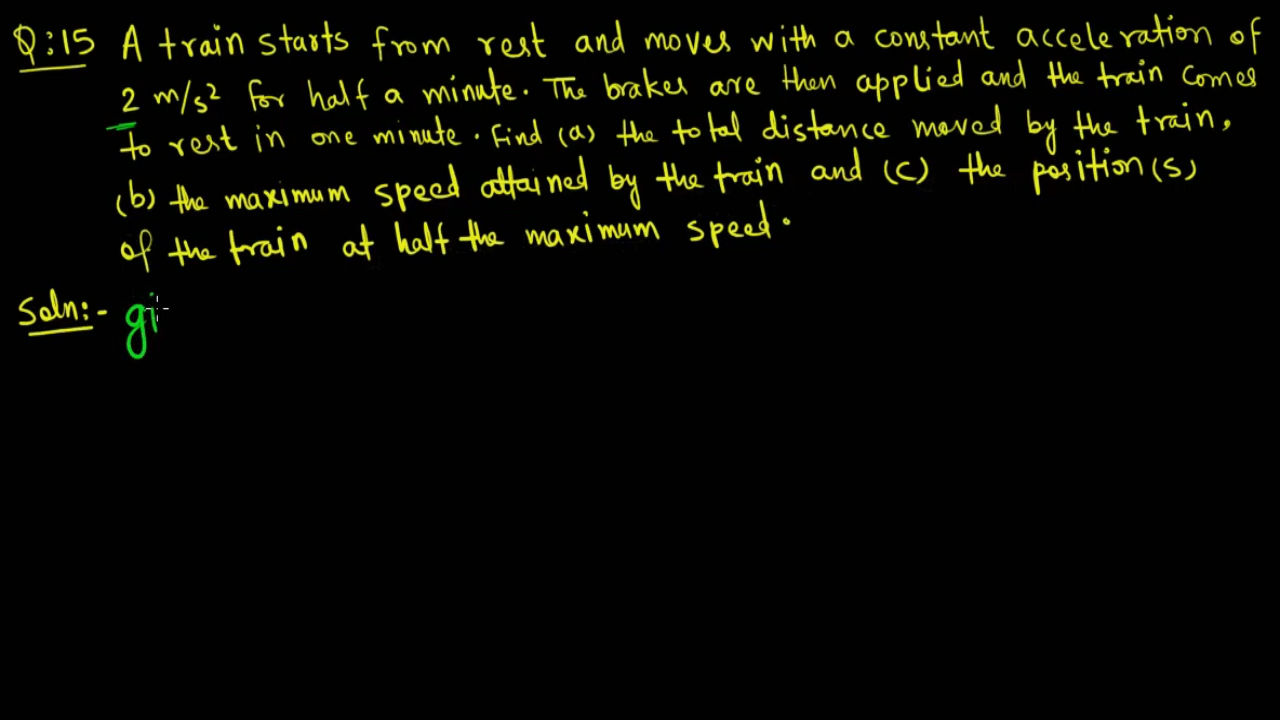 Q:15 A train starts from rest and moves with a constant acceleration of
2 m/s² for half a minute. The brakes are then applied and the train comes
to rest in one minute. Find (a) the total distance moved by the train,
(b) the maximum speed attained by the train and (c) the position(s)
of the train at half the maximum speed.
Soln:- gi